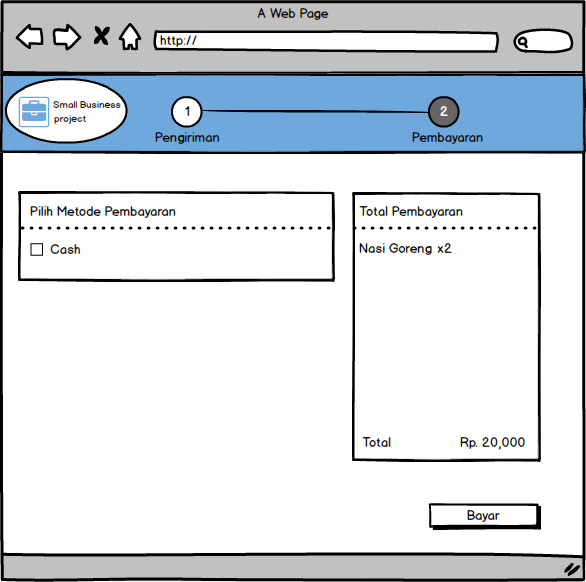 A Web Page
http://
Small Business
project
1
2
Pengiriman
Pembayaran
Pilih Metode Pembayaran
Cash
Total Pembayaran
Nasi Goreng x2
Total
Rp. 20,000
Bayar